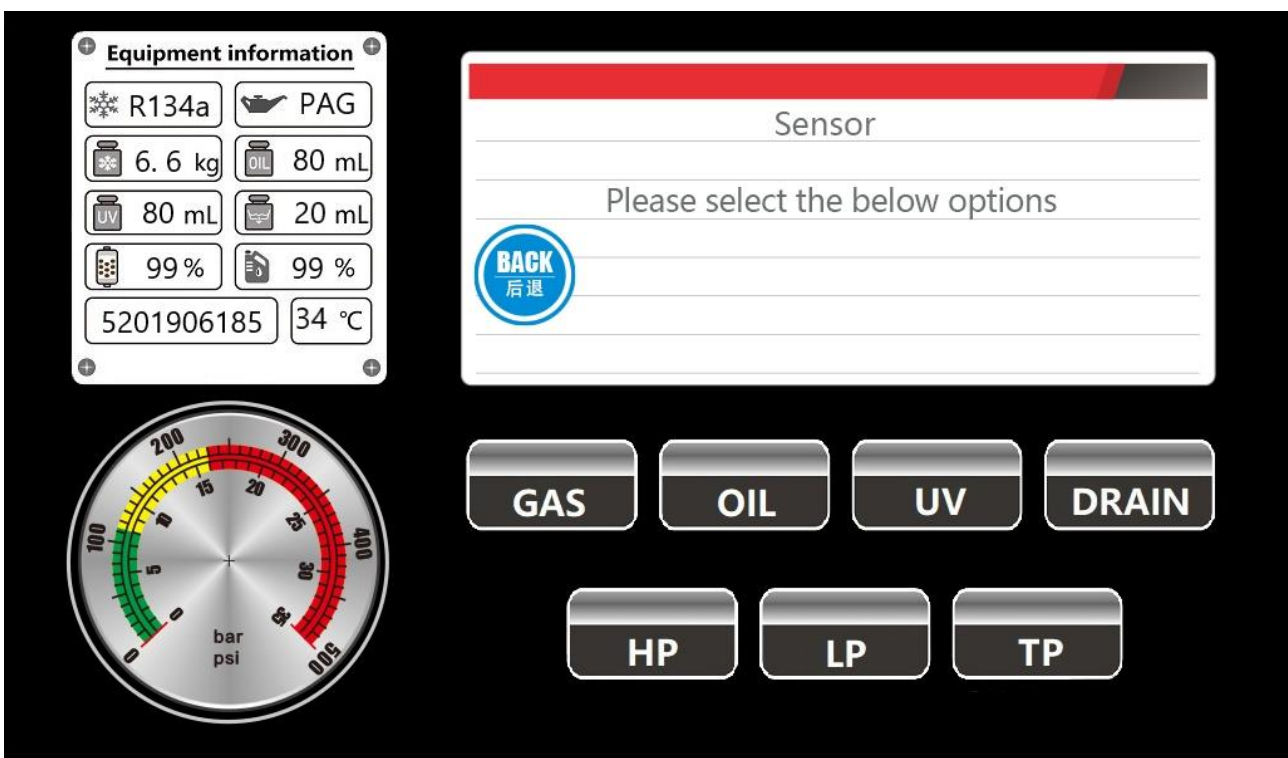 Equipment information
R134a
PAG
6. 6 kg
OIL
80 mL
UV
80 mL
20 mL
99 %
99 %
5201906185
34 ℃
Sensor
Please select the below options
BACK
后退
0
100
200
300
400
500
0
5
10
15
20
25
30
35
bar
psi
GAS
OIL
UV
DRAIN
HP
LP
TP